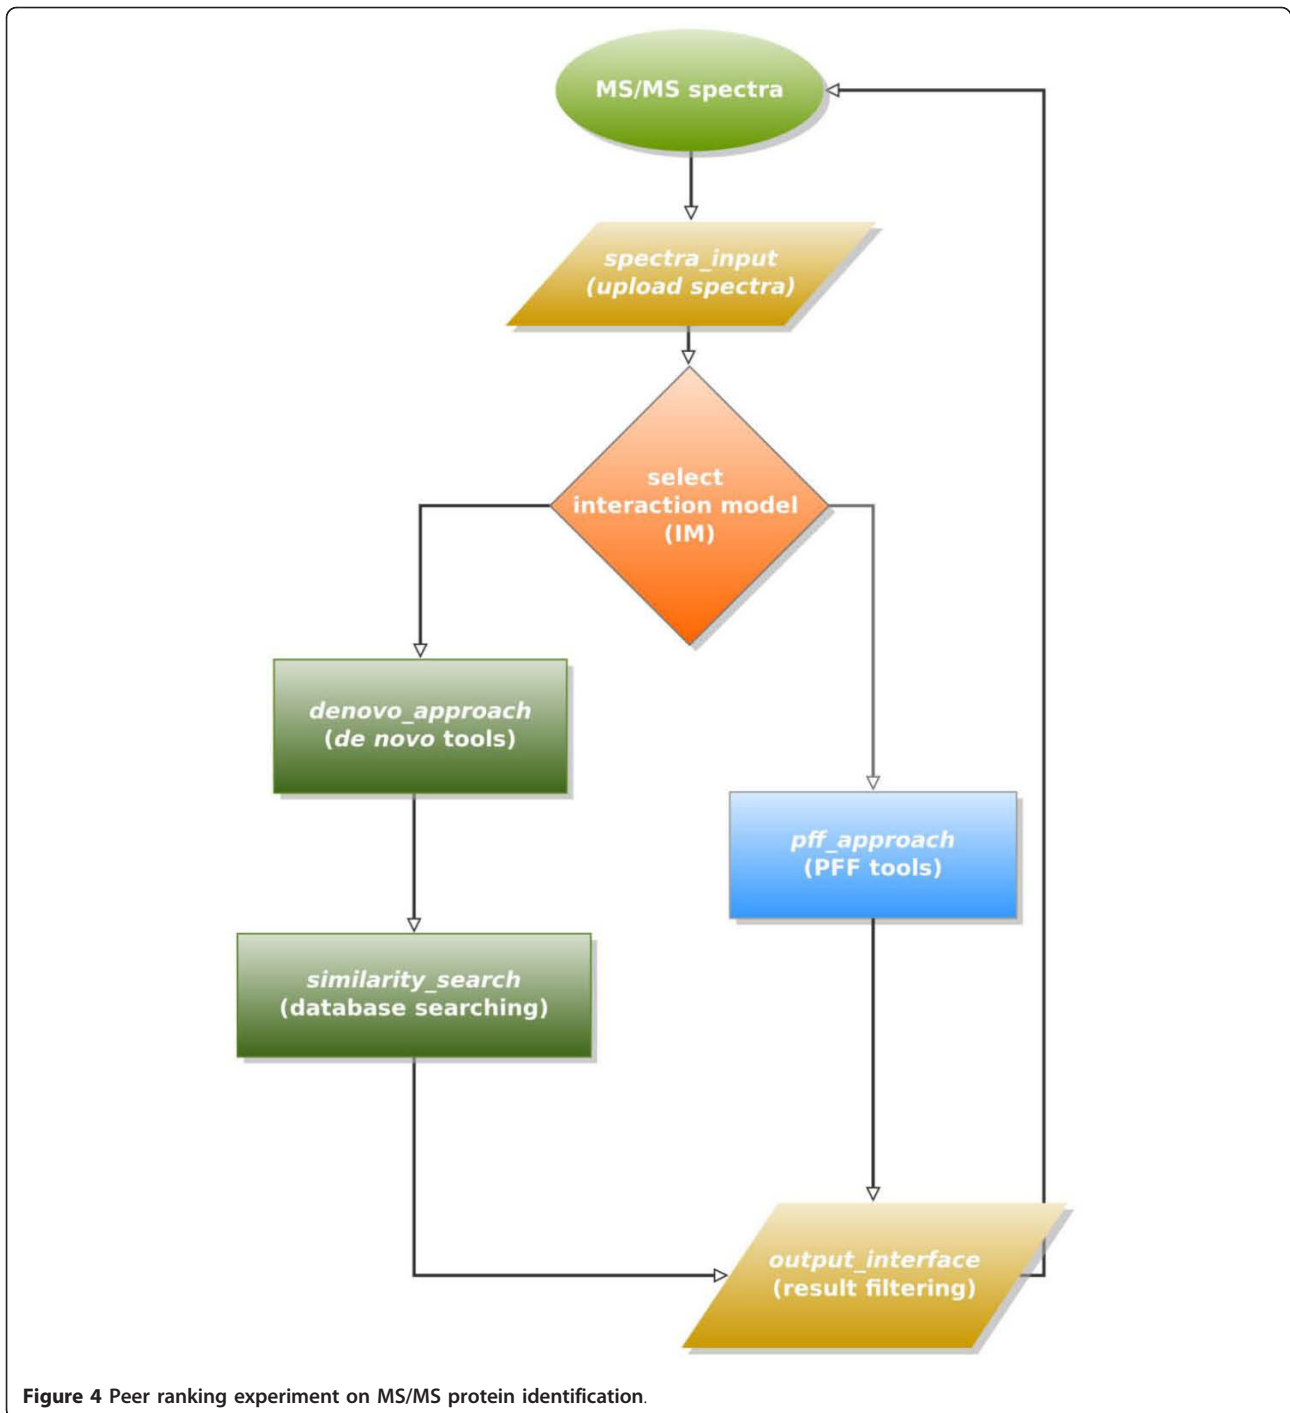 MS/MS spectra
spectra_input
(upload spectra)
select
interaction model
(IM)
denovo_approach
(de novo tools)
pff_approach
(PFF tools)
similarity_search
(database searching)
output_interface
(result filtering)
Figure 4 Peer ranking experiment on MS/MS protein identification.